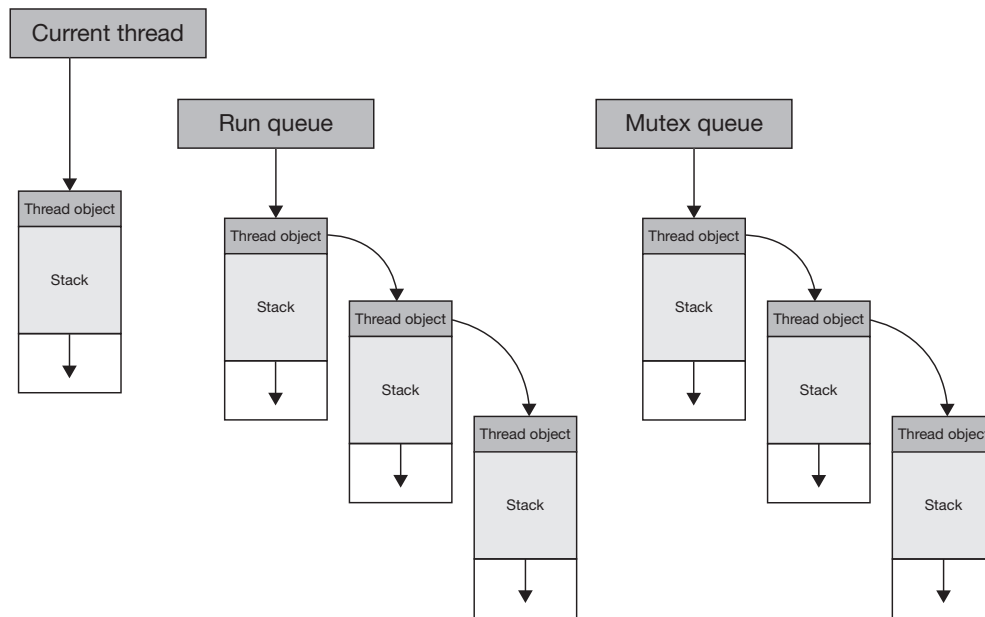 Current thread
Run queue
Mutex queue
Thread object
Stack
Thread object
Stack
Thread object
Stack
Thread object
Stack
Thread object
Stack
Thread object
Stack
Thread object
Stack